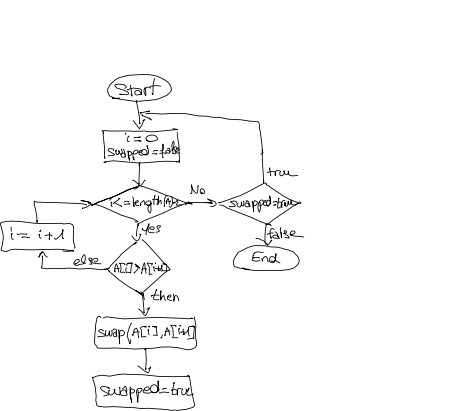 Start
i = 0
swapped = false
i <= length(A)
No
swapped=true
true
false
End
yes
i = i+1
else
A[i]>A[i+1]
then
swap(A[i],A[i+1]
swapped=true